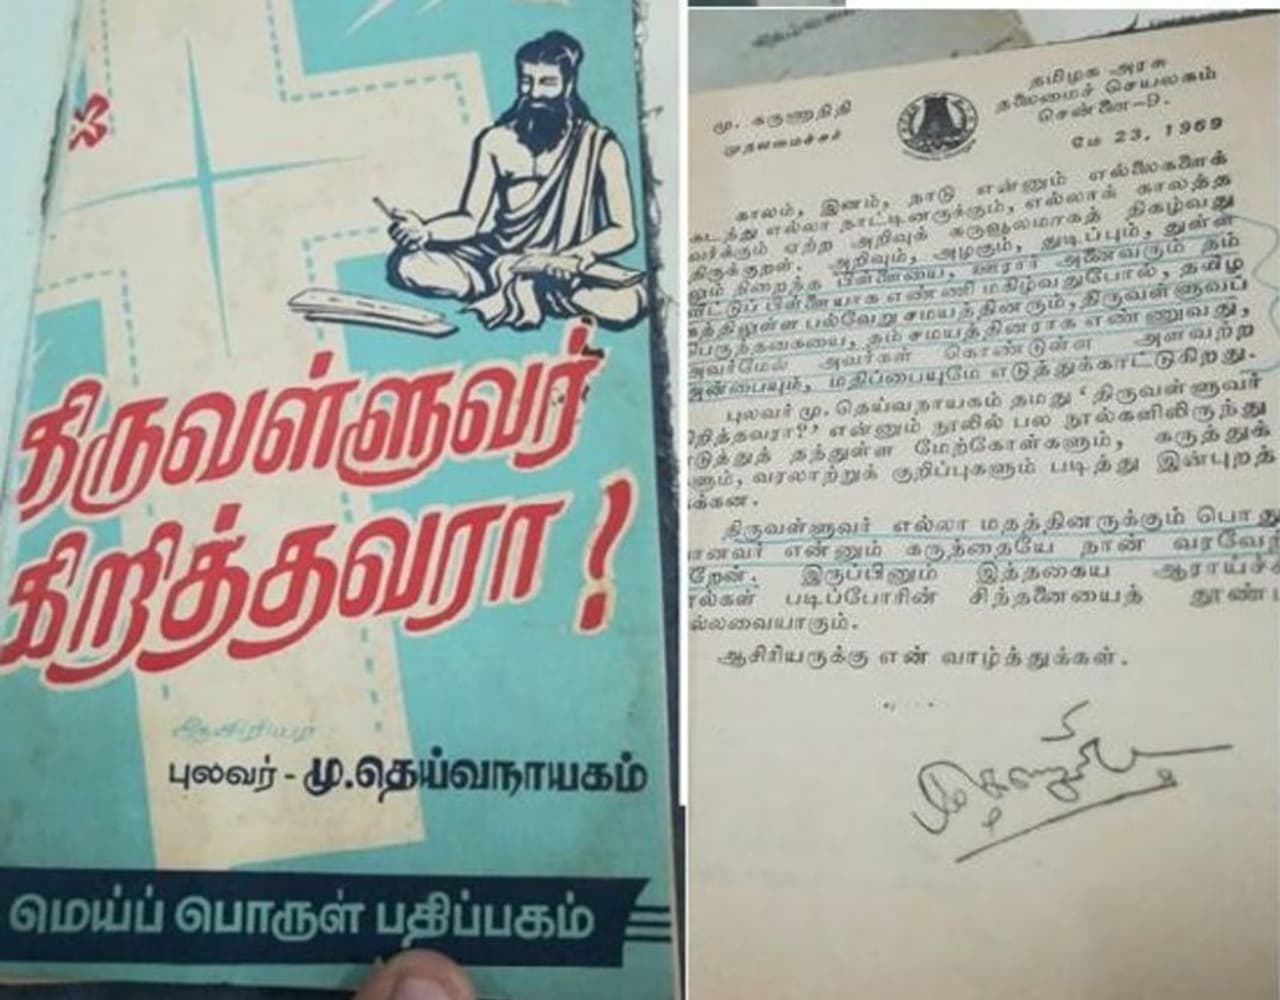 திருவள்ளுவர்
கிறித்தவரா?
ஆசிரியர்
புலவர் - மு.தெய்வநாயகம்
மெய்ப் பொருள் பதிப்பகம்
மு. கருணாநிதி
முதலமைச்சர்
தமிழக அரசு
தலைமைச் செயலகம்
சென்னை-9.
மே 23, 1969
காலம், இனம், நாடு என்னும் எல்லைகளைக்
கடந்து எல்லா நாட்டினருக்கும், எல்லாக் காலத்த
வர்க்கும் ஏற்ற அறிவுக் கருவூலமாகத் திகழ்வது
திருக்குறள். அறிவும், அழகும், துடிப்பும், துள்ள
லும் நிறைந்த பிள்ளையை, ஊரார் அனைவரும் தம்
வீட்டுப் பிள்ளையாக எண்ணி மகிழ்வதுபோல், தமிழ
கத்திலுள்ள பல்வேறு சமயத்தினரும், திருவள்ளுவப்
பெருந்தகையை, தம் சமயத்தினராக எண்ணுவது,
அவர்மேல் அவர்கள் கொண்டுள்ள அளவற்ற
அன்பையும், மதிப்பையுமே எடுத்துக்காட்டுகிறது.
புலவர் மு. தெய்வநாயகம் தமது 'திருவள்ளுவர்
கிறித்தவரா?' என்னும் நூலில் பல நூல்களிலிருந்து
எடுத்துத் தந்துள்ள மேற்கோள்களும், கருத்துக்
களும், வரலாற்றுக் குறிப்புகளும் படித்து இன்புறத்
தக்கன.
திருவள்ளுவர் எல்லா மதத்தினருக்கும் பொது
வானவர் என்னும் கருத்தையே நான் வரவேற்
கிறேன். இருப்பினும் இத்தகைய ஆராய்ச்சி
நூல்கள் படிப்போரின் சிந்தனையைத் தூண்ட
வல்லவையாகும்.
ஆசிரியருக்கு என் வாழ்த்துக்கள்.
மு. கருணாநிதி